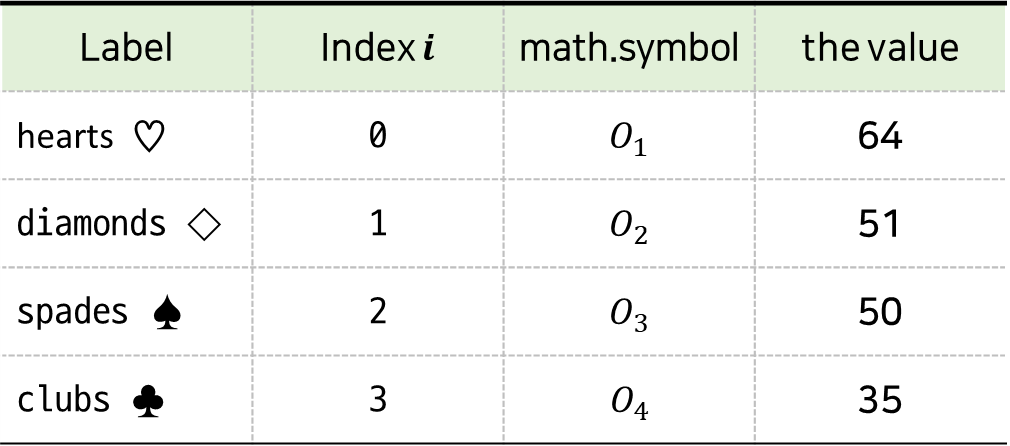 Label Index i math.symbol the value
hearts ♡ 0 O₁ 64
diamonds ◇ 1 O₂ 51
spades ♠ 2 O₃ 50
clubs ♣ 3 O₄ 35